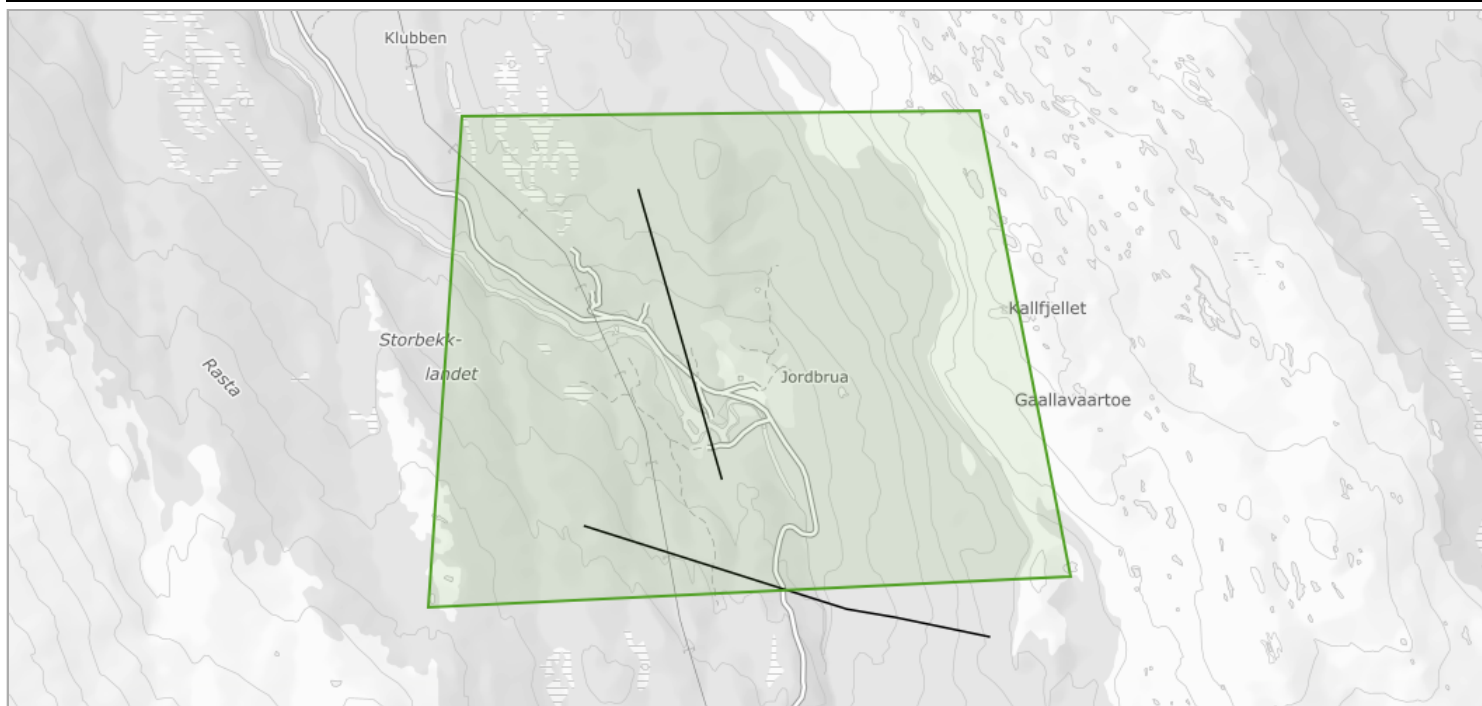 Klubben
Kallfjellet
Storbekk-
landet
Rasta
Jordbrua
Gaallavaartoe